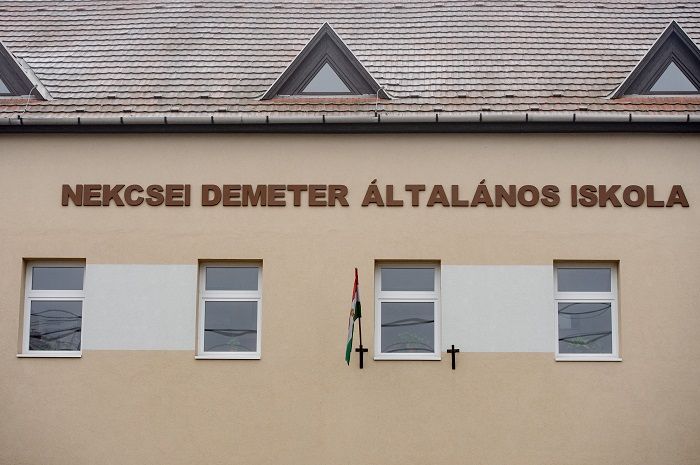 NEKCSEI DEMETER ÁLTALÁNOS ISKOLA